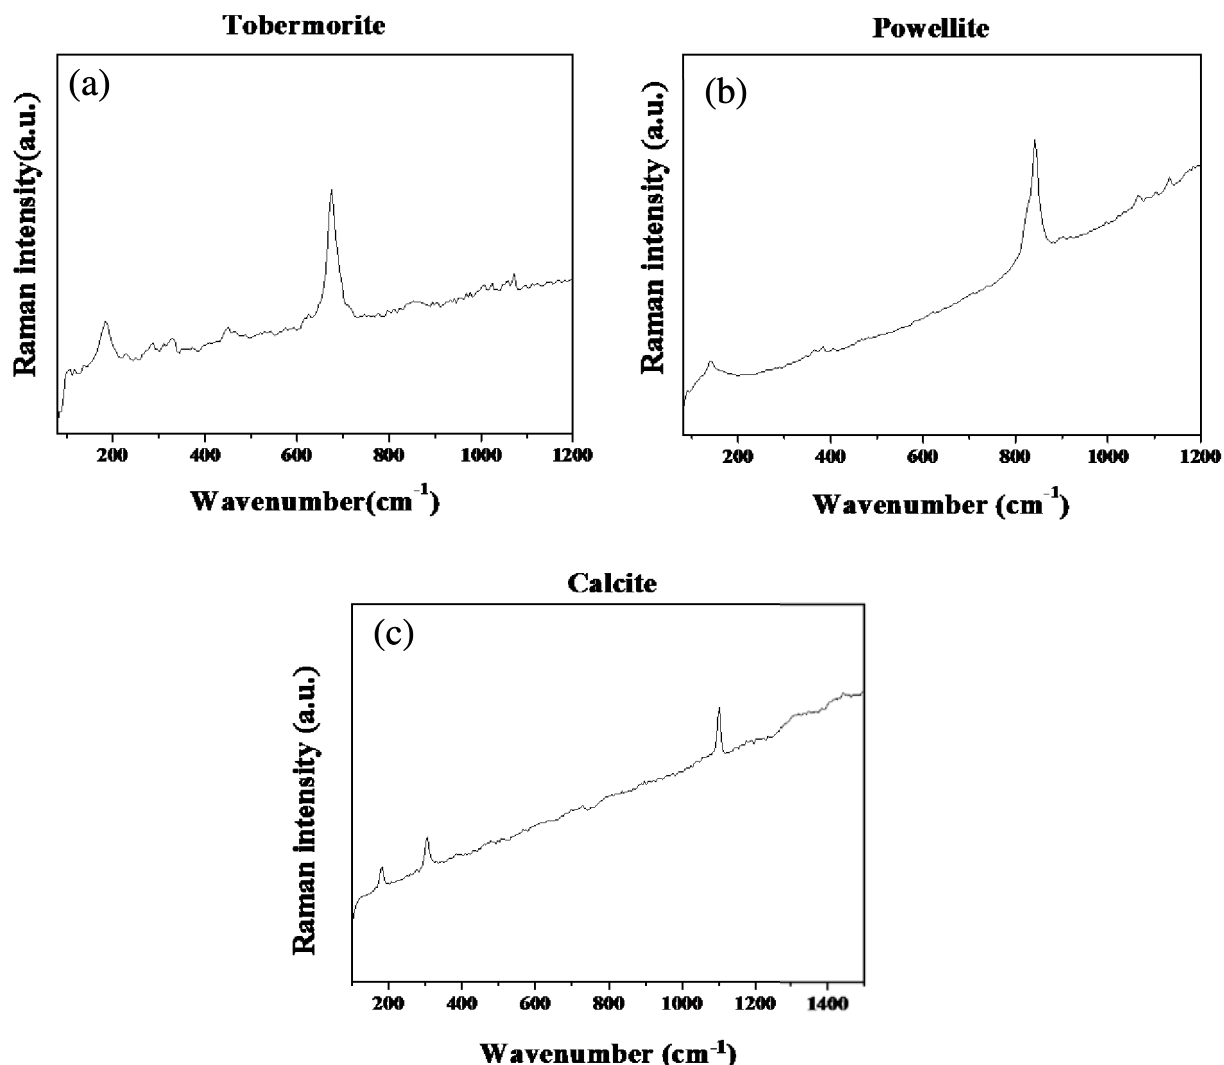 Tobermorite
(a)
Raman intensity(a.u.)
200 400 600 800 1000 1200
Wavenumber(cm⁻¹)
Powellite
(b)
Raman intensity (a.u.)
200 400 600 800 1000 1200
Wavenumber (cm⁻¹)
Calcite
(c)
Raman intensity (a.u.)
200 400 600 800 1000 1200 1400
Wavenumber (cm⁻¹)